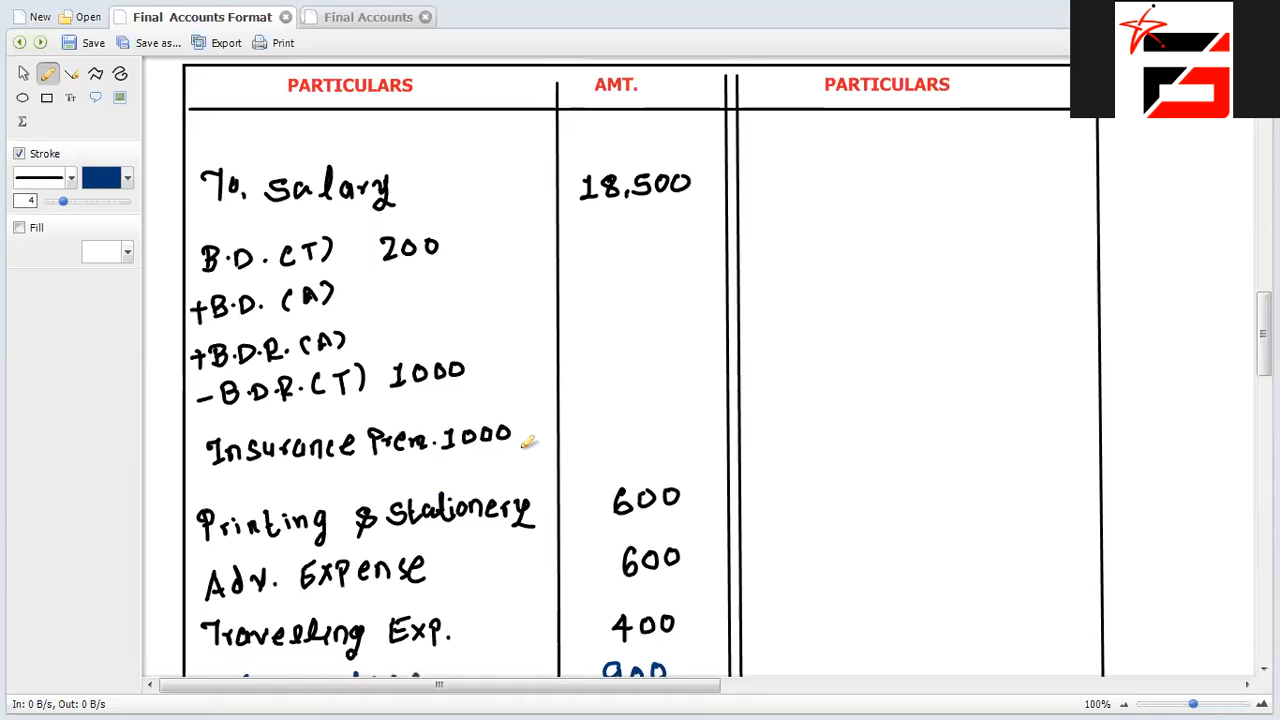 New Open Final Accounts Format Final Accounts
Save Save as... Export Print
Tr
Σ
Stroke
4
Fill
PARTICULARS AMT. PARTICULARS
To. Salary 18,500
B.D. (T) 200
+B.D. (A)
+B.D.R. (A)
-B.D.R. (T) 1000
Insurance Prem. 1000
Printing & Stationery 600
Adv. Expense 600
Travelling Exp. 400
900
In: 0 B/s, Out: 0 B/s 100%